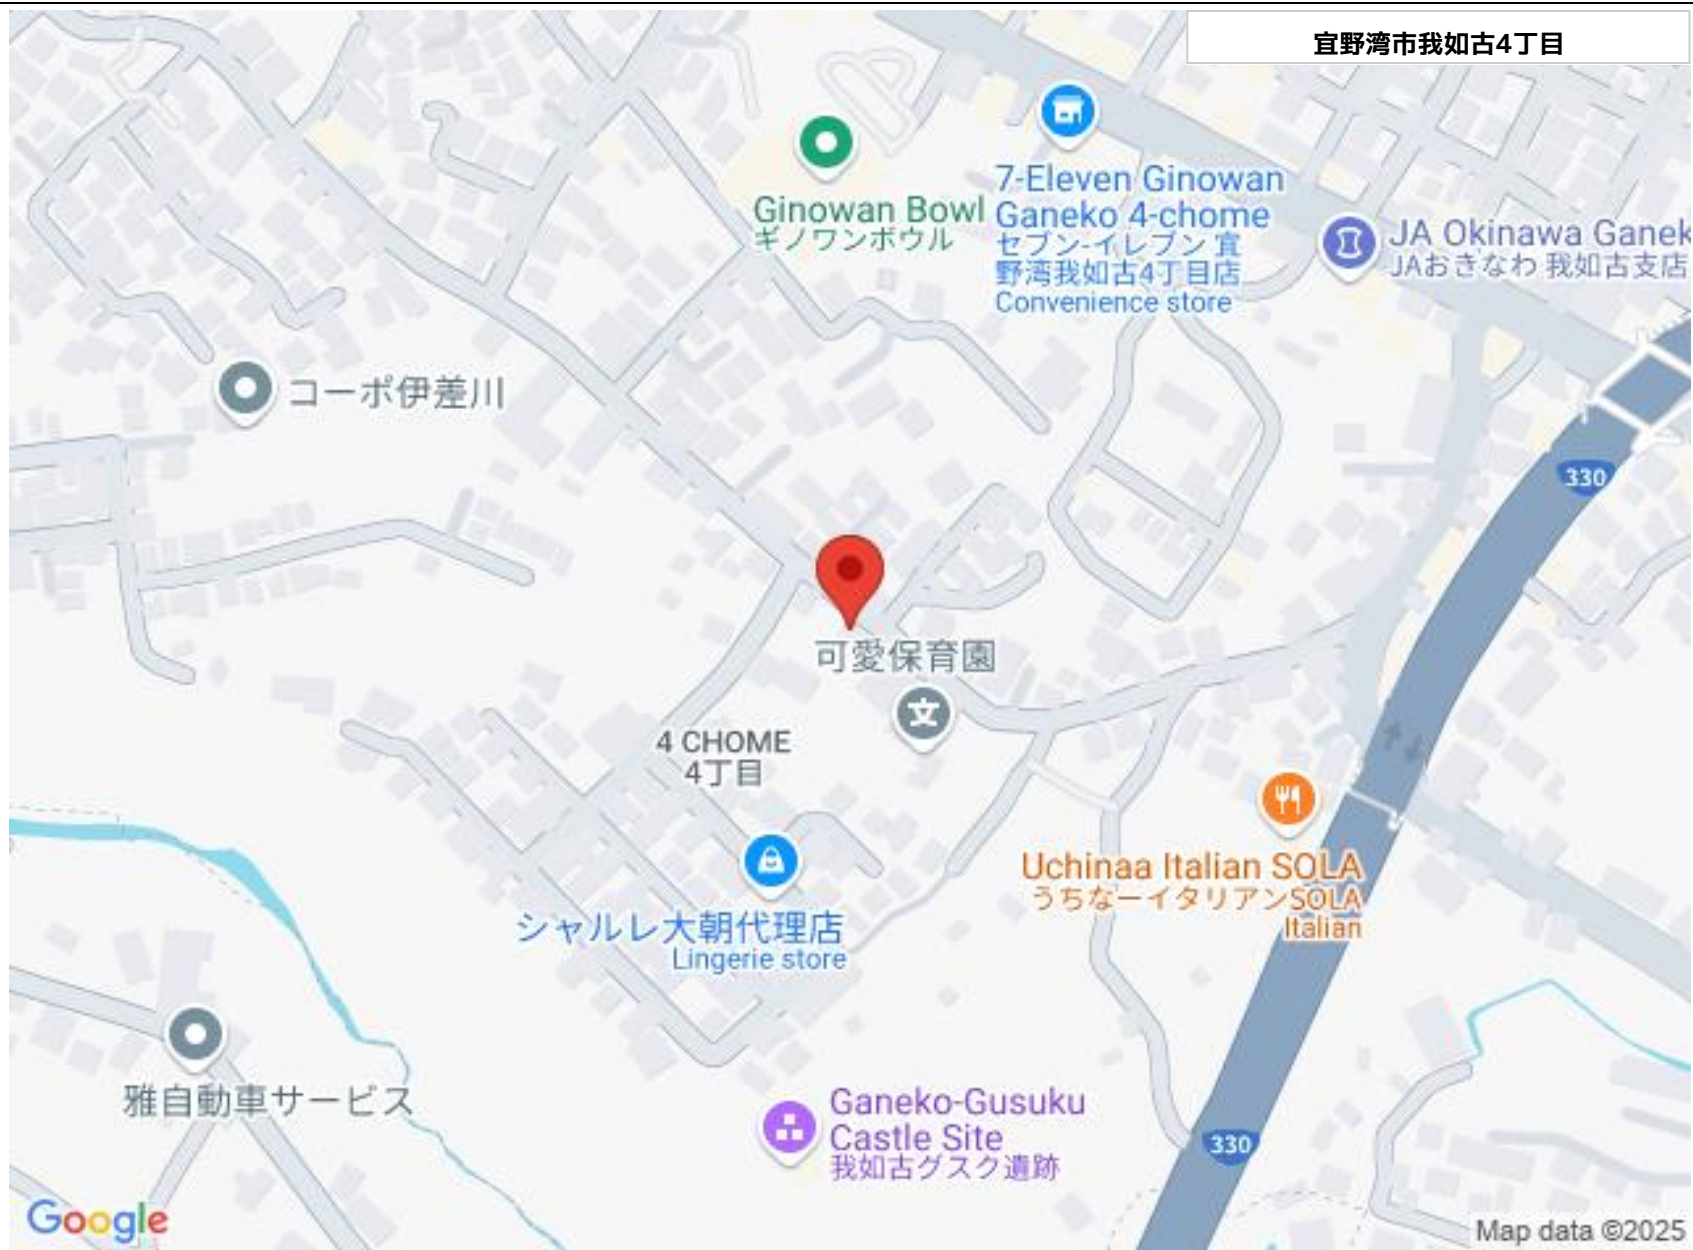 宜野湾市我如古4丁目
7-Eleven Ginowan
Ganeko 4-chome
セブン-イレブン 宜
野湾我如古4丁目店
Convenience store
Ginowan Bowl
ギノワンボウル
JA Okinawa Ganek
JAおきなわ 我如古支店
コーポ伊差川
330
可愛保育園
文
4 CHOME
4丁目
Uchinaa Italian SOLA
うちなーイタリアンSOLA
Italian
シャルレ大朝代理店
Lingerie store
雅自動車サービス
Ganeko-Gusuku
Castle Site
我如古グスク遺跡
330
Google
Map data ©2025